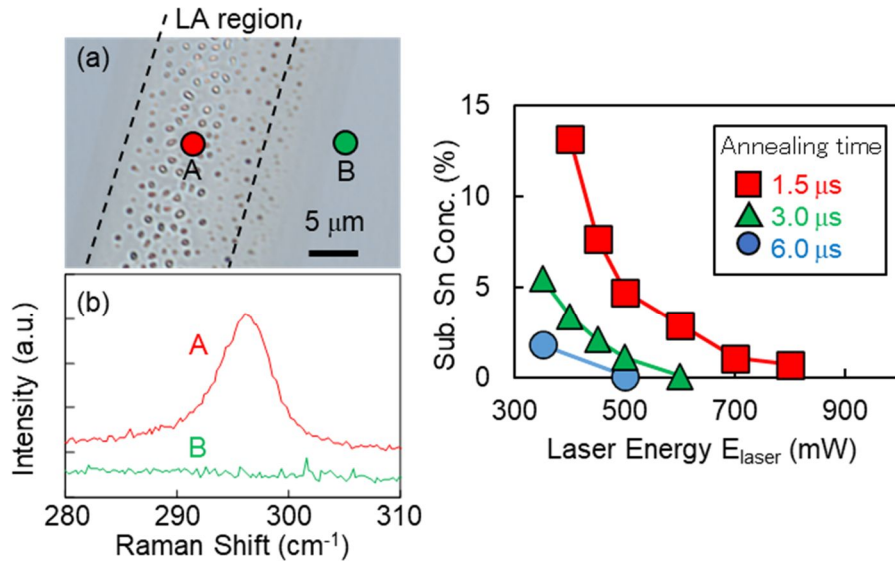 LA region
(a)
A
B
5 μm
(b)
A
B
Intensity (a.u.)
280 290 300 310
Raman Shift (cm-1)
Sub. Sn Conc. (%)
15
10
5
0
Annealing time
1.5 μs
3.0 μs
6.0 μs
300 500 700 900
Laser Energy Elaser (mW)